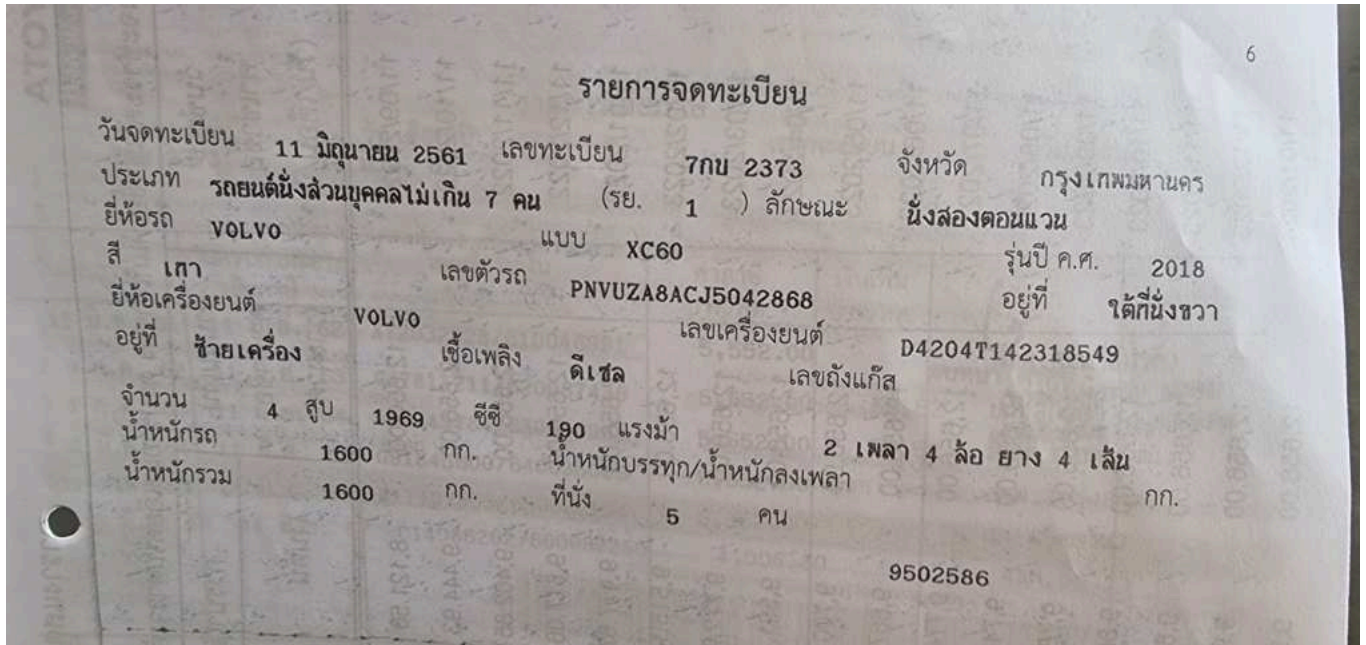 6
รายการจดทะเบียน
วันจดทะเบียน 11 มิถุนายน 2561 เลขทะเบียน 7กบ 2373 จังหวัด กรุงเทพมหานคร
ประเภท รถยนต์นั่งส่วนบุคคลไม่เกิน 7 คน (รย. 1 ) ลักษณะ นั่งสองตอนแวน
ยี่ห้อรถ VOLVO แบบ XC60 รุ่นปี ค.ศ. 2018
สี เทา เลขตัวรถ PNVUZA8ACJ5042868 อยู่ที่ ใต้ที่นั่งขวา
ยี่ห้อเครื่องยนต์ VOLVO เลขเครื่องยนต์ D4204T142318549
อยู่ที่ ซ้ายเครื่อง เชื้อเพลิง ดีเซล เลขถังแก๊ส
จำนวน 4 สูบ 1969 ซีซี 190 แรงม้า 2 เพลา 4 ล้อ ยาง 4 เส้น
น้ำหนักรถ 1600 กก. น้ำหนักบรรทุก/น้ำหนักลงเพลา กก.
น้ำหนักรวม 1600 กก. ที่นั่ง 5 คน
9502586